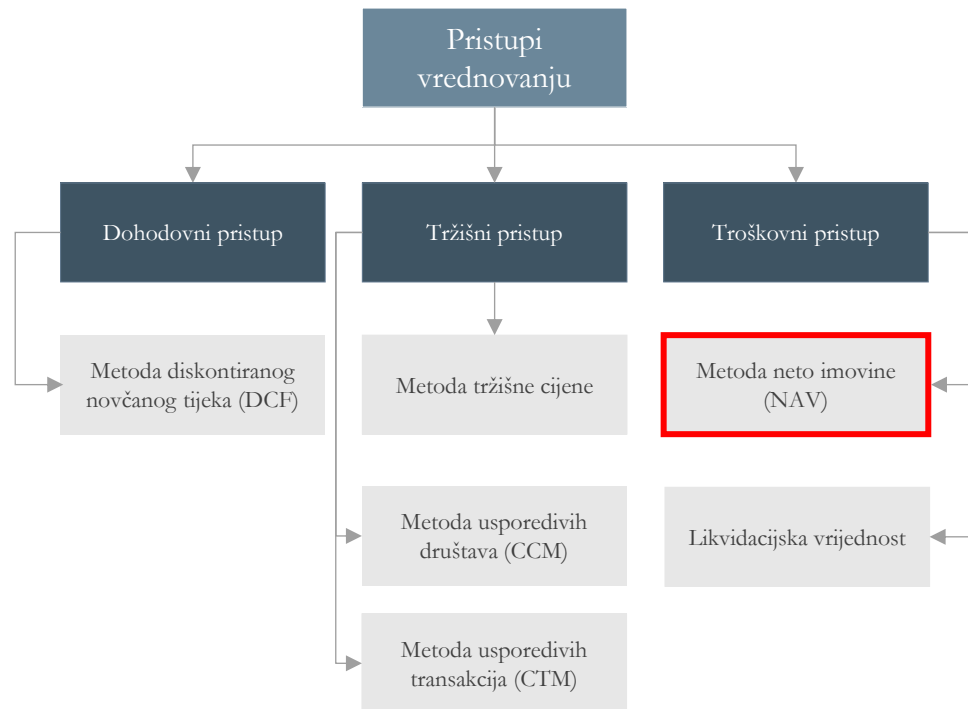 Pristupi
vrednovanju
Dohodovni pristup
Tržišni pristup
Troškovni pristup
Metoda diskontiranog
novčanog tijeka (DCF)
Metoda tržišne cijene
Metoda neto imovine
(NAV)
Metoda usporedivih
društava (CCM)
Likvidacijska vrijednost
Metoda usporedivih
transakcija (CTM)